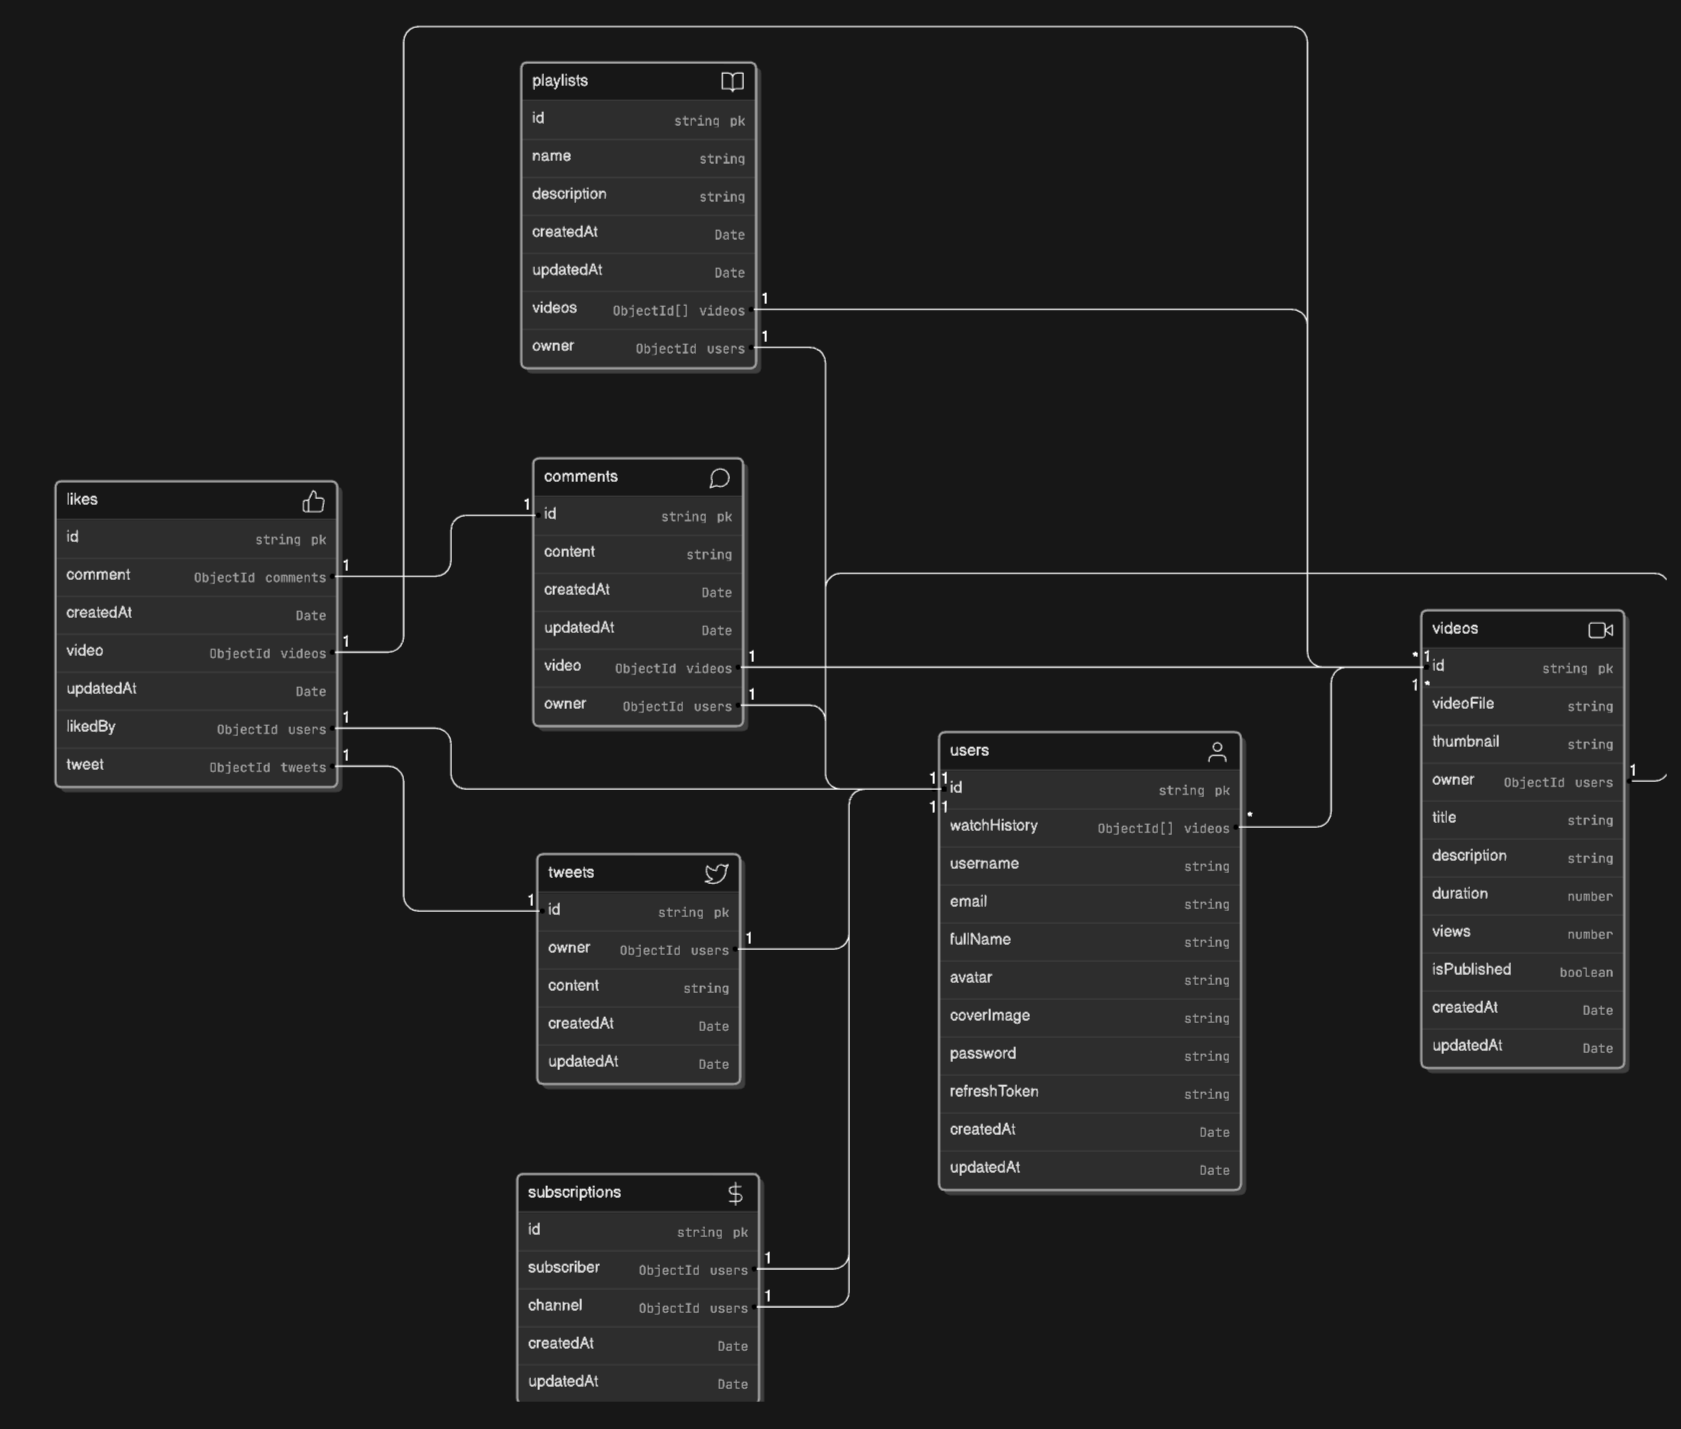 playlists
id string pk
name string
description string
createdAt Date
updatedAt Date
videos ObjectId[] videos 1
owner ObjectId users 1
likes
id string pk
comment ObjectId comments 1
createdAt Date
video ObjectId videos 1
updatedAt Date
likedBy ObjectId users 1
tweet ObjectId tweets 1
comments
1 id string pk
content string
createdAt Date
updatedAt Date
video ObjectId videos 1
owner ObjectId users 1
tweets
1 id string pk
owner ObjectId users 1
content string
createdAt Date
updatedAt Date
subscriptions
id string pk
subscriber ObjectId users 1
channel ObjectId users 1
createdAt Date
updatedAt Date
users
1 1
id string pk
1 1
watchHistory ObjectId[] videos *
username string
email string
fullName string
avatar string
coverImage string
password string
refreshToken string
createdAt Date
updatedAt Date
videos
* 1
id string pk
1 *
videoFile string
thumbnail string
owner ObjectId users 1
title string
description string
duration number
views number
isPublished boolean
createdAt Date
updatedAt Date